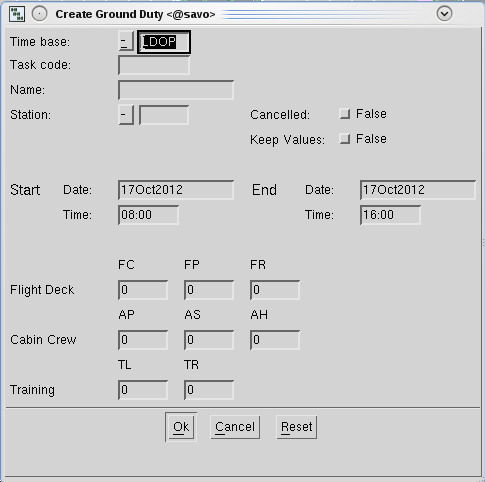 Create Ground Duty <@savo>
Time base: - LDOP
Task code:
Name:
Station: - Cancelled: False
Keep Values: False
Start Date: 17Oct2012 End Date: 17Oct2012
Time: 08:00 Time: 16:00
FC FP FR
Flight Deck 0 0 0
AP AS AH
Cabin Crew 0 0 0
TL TR
Training 0 0
Ok Cancel Reset